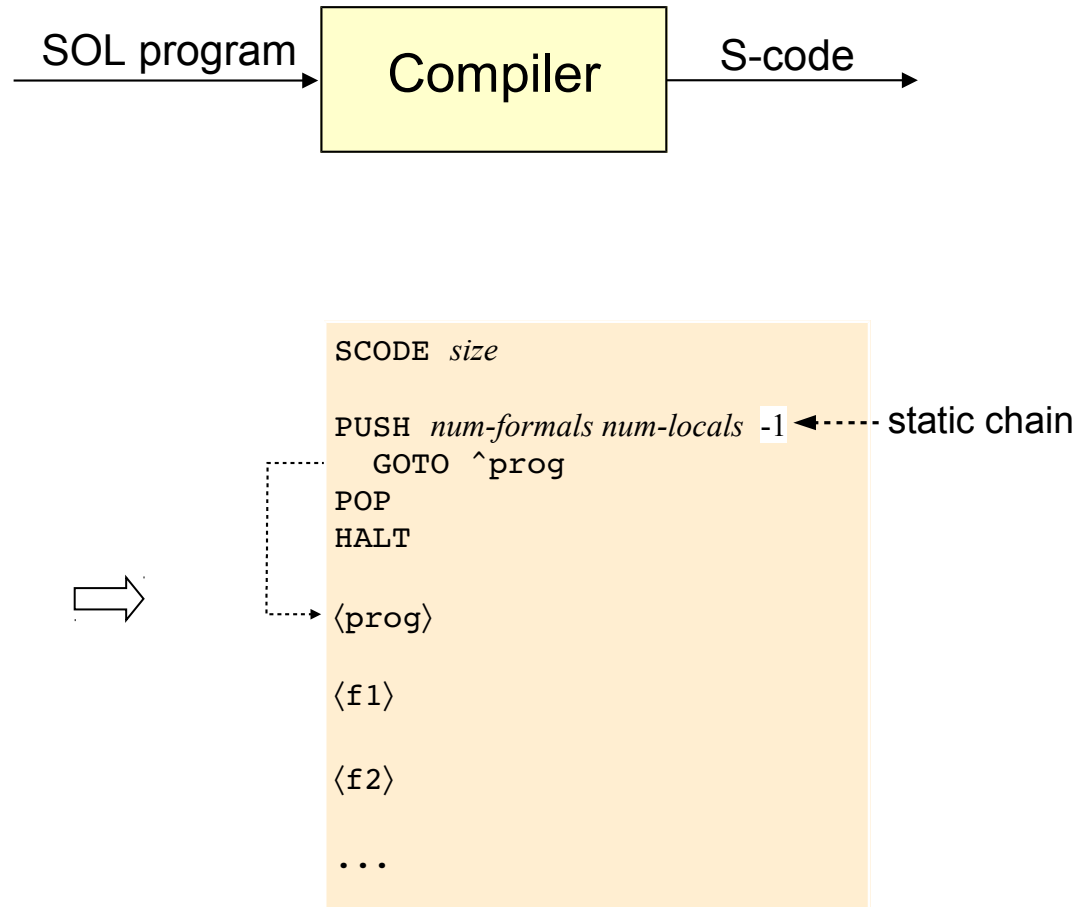 SOL program
Compiler
S-code
SCODE size
PUSH num-formals num-locals -1
static chain
GOTO ^prog
POP
HALT
⟨prog⟩
⟨f1⟩
⟨f2⟩
...